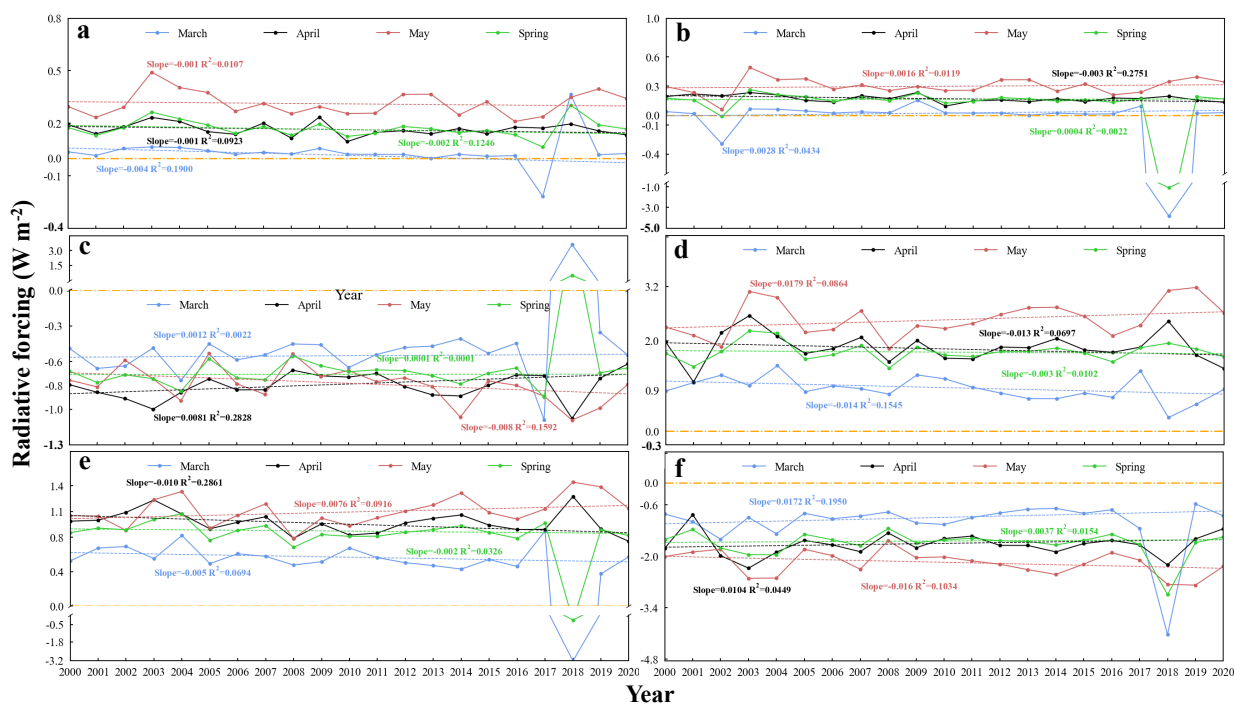 Radiative forcing (W m-2)
a
March April May Spring
0.8
0.5
0.2
0.0
-0.1
-0.4
Slope=-0.001 R2=0.0107
Slope=-0.001 R2=0.0923
Slope=-0.002 R2=0.1246
Slope=-0.004 R2=0.1900
b
March April May Spring
1.0
0.6
0.3
0.1
0.0
-0.4
-1.0
-3.0
-5.0
Slope=0.0016 R2=0.0119
Slope=-0.003 R2=0.2751
Slope=0.0004 R2=0.0022
Slope=0.0028 R2=0.0434
c
3.0
1.5
0.0
Year
March April May Spring
-0.3
-0.6
-0.8
-1.0
-1.3
Slope=0.0012 R2=0.0022
Slope=0.0001 R2=0.0001
Slope=0.0081 R2=0.2828
Slope=-0.008 R2=0.1592
d
March April May Spring
3.2
2.0
0.9
0.0
-0.3
Slope=0.0179 R2=0.0864
Slope=-0.013 R2=0.0697
Slope=-0.003 R2=0.0102
Slope=-0.014 R2=0.1545
e
March April May Spring
1.4
1.1
0.8
0.0
-0.5
-1.8
-3.2
Slope=-0.010 R2=0.2861
Slope=0.0076 R2=0.0916
Slope=-0.002 R2=0.0326
Slope=-0.005 R2=0.0694
2000 2001 2002 2003 2004 2005 2006 2007 2008 2009 2010 2011 2012 2013 2014 2015 2016 2017 2018 2019 2020
f
March April May Spring
0.0
-0.6
-2.0
-3.4
-4.8
Slope=0.0172 R2=0.1950
Slope=0.0037 R2=0.0154
Slope=0.0104 R2=0.0449
Slope=-0.016 R2=0.1034
2000 2001 2002 2003 2004 2005 2006 2007 2008 2009 2010 2011 2012 2013 2014 2015 2016 2017 2018 2019 2020
Year